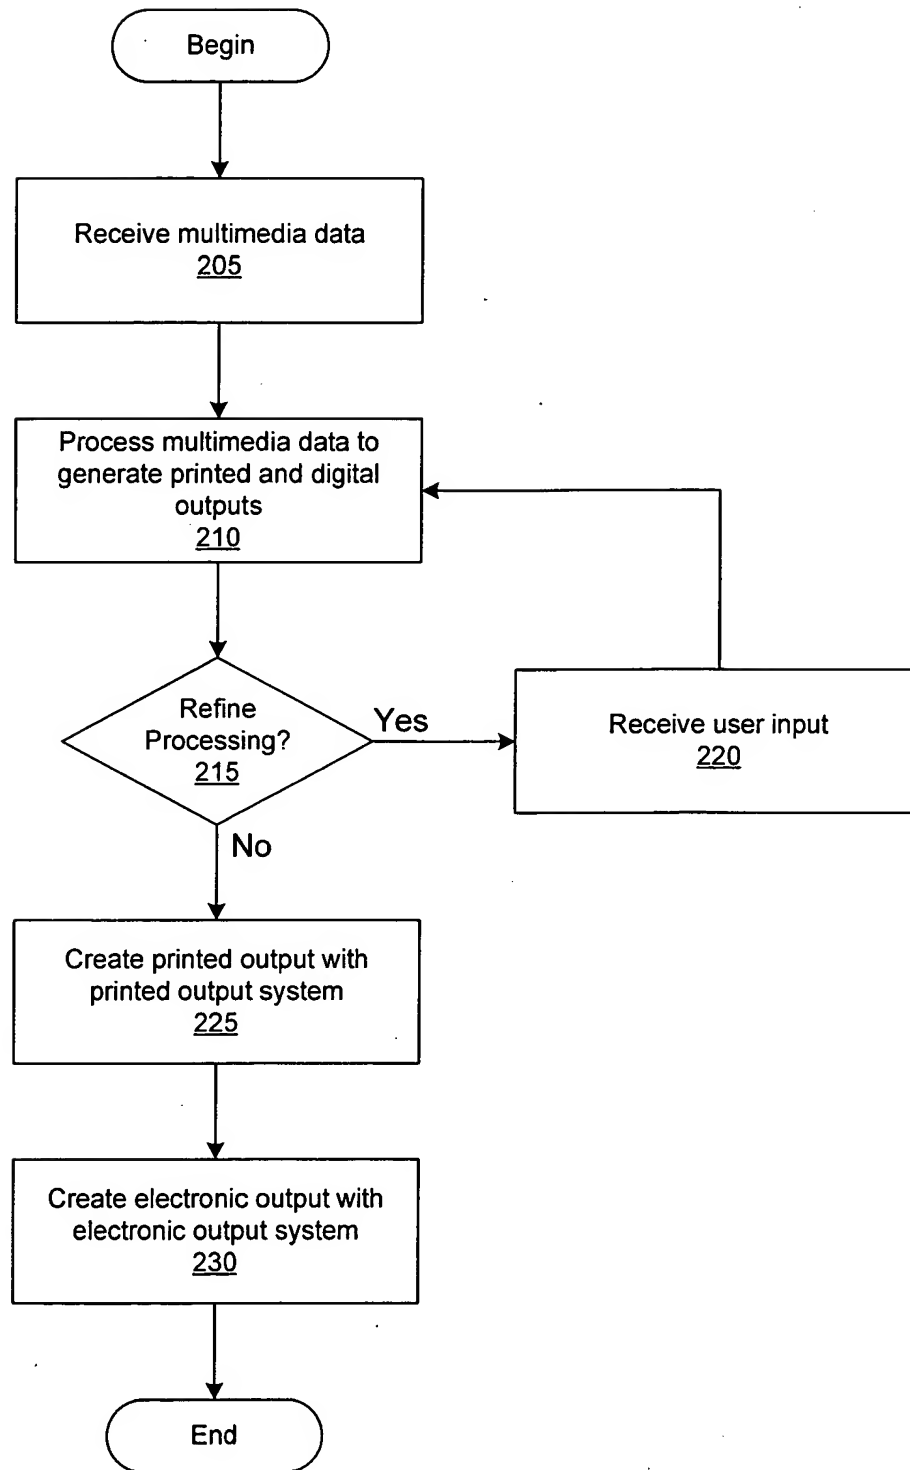 Begin
Receive multimedia data
205
Process multimedia data to
generate printed and digital
outputs
210
Refine
Processing?
215
Yes
Receive user input
220
No
Create printed output with
printed output system
225
Create electronic output with
electronic output system
230
End